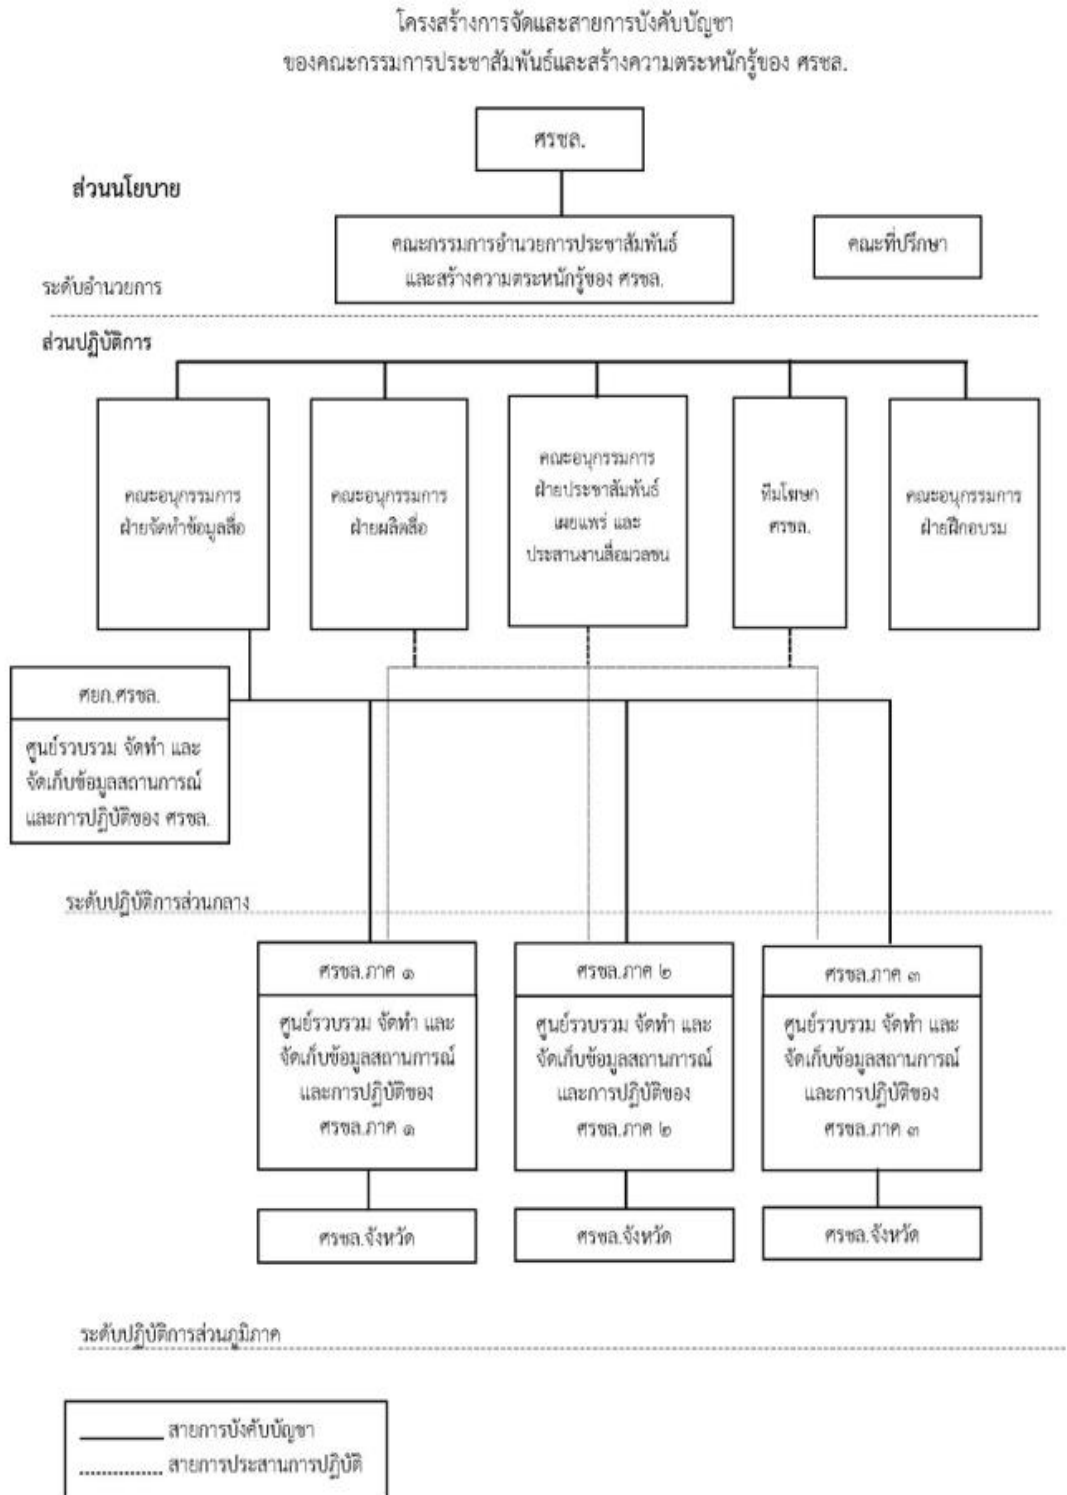 โครงสร้างการจัดและสายการบังคับบัญชา
ของคณะกรรมการประชาสัมพันธ์และสร้างความตระหนักรู้ของ ศรชล.
ศรชล.
ส่วนนโยบาย
คณะกรรมการอำนวยการประชาสัมพันธ์
และสร้างความตระหนักรู้ของ ศรชล.
คณะที่ปรึกษา
ระดับอำนวยการ
ส่วนปฏิบัติการ
คณะอนุกรรมการ
ฝ่ายจัดทำข้อมูลสื่อ
คณะอนุกรรมการ
ฝ่ายผลิตสื่อ
คณะอนุกรรมการ
ฝ่ายประชาสัมพันธ์
เผยแพร่ และ
ประสานงานสื่อมวลชน
ทีมโฆษก
ศรชล.
คณะอนุกรรมการ
ฝ่ายฝึกอบรม
ศยก.ศรชล.
ศูนย์รวบรวม จัดทำ และ
จัดเก็บข้อมูลสถานการณ์
และการปฏิบัติของ ศรชล.
ระดับปฏิบัติการส่วนกลาง
ศรชล.ภาค ๑
ศูนย์รวบรวม จัดทำ และ
จัดเก็บข้อมูลสถานการณ์
และการปฏิบัติของ
ศรชล.ภาค ๑
ศรชล.จังหวัด
ศรชล.ภาค ๒
ศูนย์รวบรวม จัดทำ และ
จัดเก็บข้อมูลสถานการณ์
และการปฏิบัติของ
ศรชล.ภาค ๒
ศรชล.จังหวัด
ศรชล.ภาค ๓
ศูนย์รวบรวม จัดทำ และ
จัดเก็บข้อมูลสถานการณ์
และการปฏิบัติของ
ศรชล.ภาค ๓
ศรชล.จังหวัด
ระดับปฏิบัติการส่วนภูมิภาค
สายการบังคับบัญชา
สายการประสานการปฏิบัติ